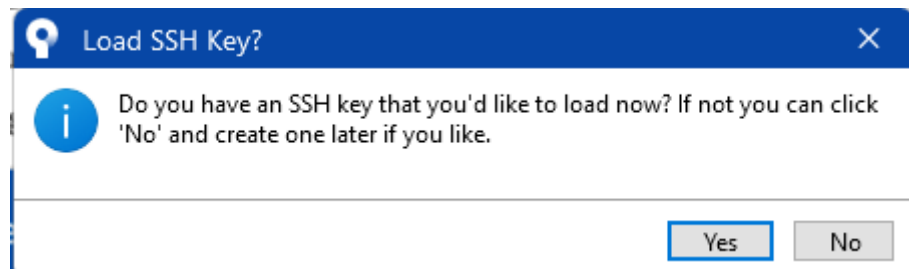 Load SSH Key?
Do you have an SSH key that you'd like to load now? If not you can click
'No' and create one later if you like.
Yes No